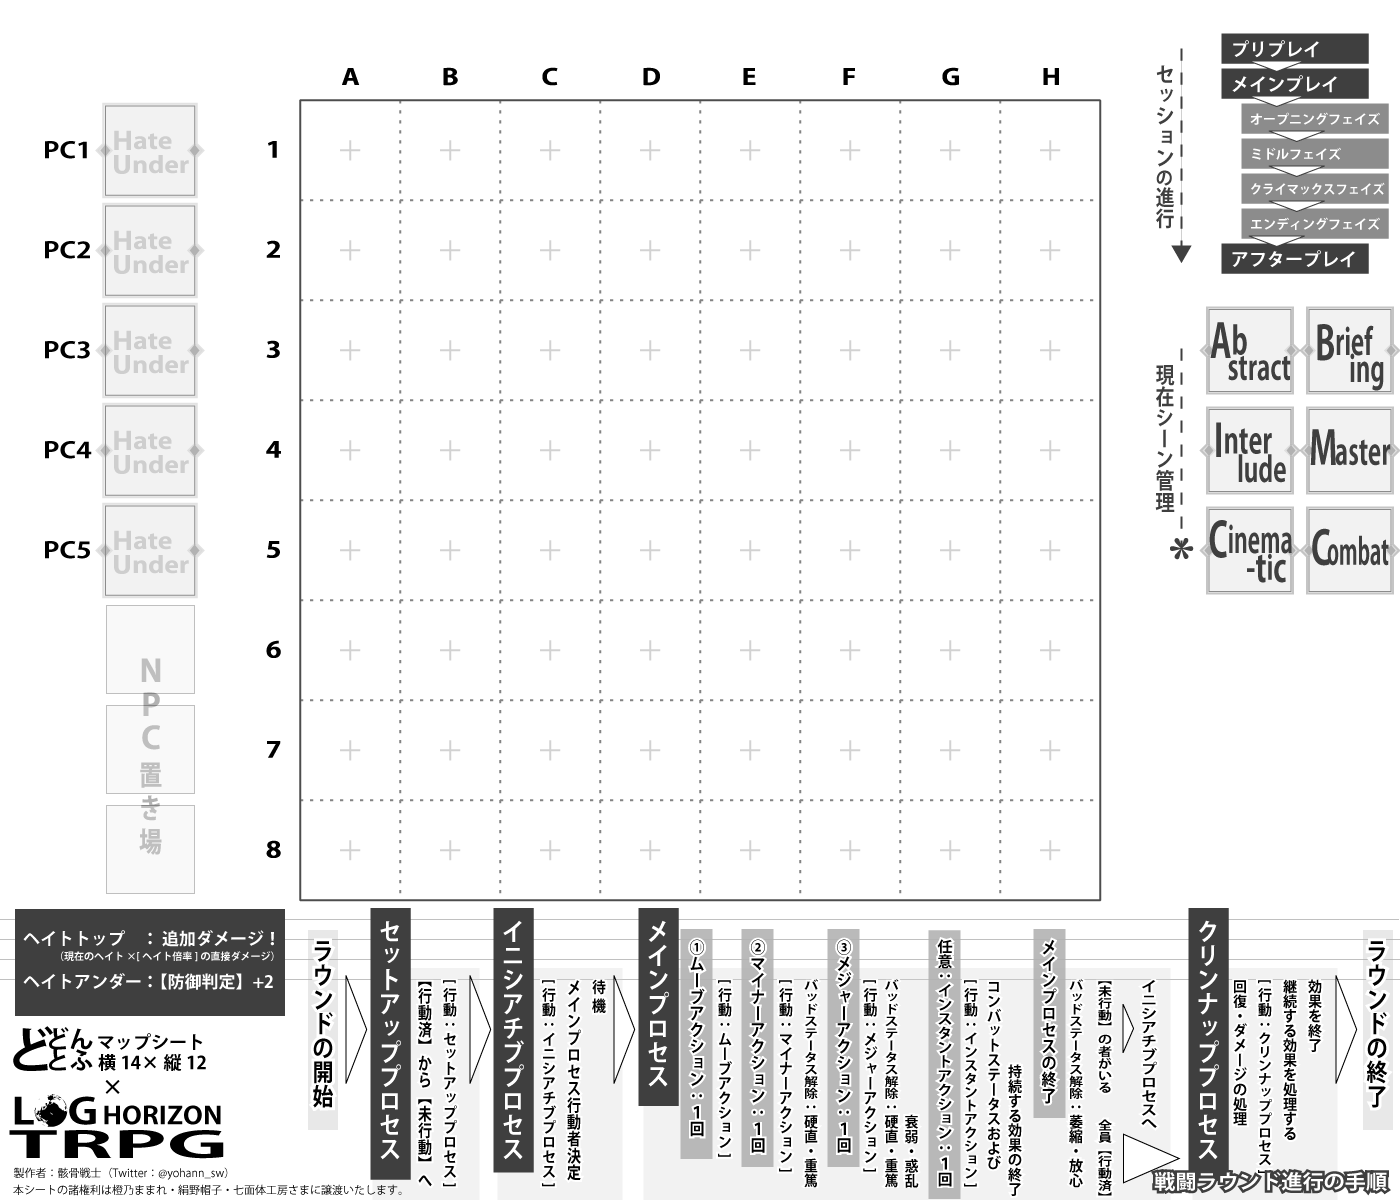 A B C D E F G H
1
2
3
4
5
6
7
8
PC1
Hate
Under
PC2
Hate
Under
PC3
Hate
Under
PC4
Hate
Under
PC5
Hate
Under
NPC置き場
セッションの進行
プリプレイ
メインプレイ
オープニングフェイズ
ミドルフェイズ
クライマックスフェイズ
エンディングフェイズ
アフタープレイ
現在シーン管理
*
Ab
stract
Brief
ing
Inter
lude
Master
Cinema
-tic
Combat
ヘイトトップ ：追加ダメージ！
（現在のヘイト×[ヘイト倍率]の直接ダメージ）
ヘイトアンダー：【防御判定】+2
どどんとふ
マップシート
横14×縦12
×
LOG HORIZON
TRPG
製作者：骸骨戦士（Twitter：@yohann_sw）
本シートの諸権利は橙乃ままれ・絹野帽子・七面体工房さまに譲渡いたします。
ラウンドの開始
セットアッププロセス
［行動：セットアッププロセス］
【行動済】から【未行動】へ
イニシアチブプロセス
待機
メインプロセス行動者決定
［行動：イニシアチブプロセス］
メインプロセス
①ムーブアクション：1回
［行動：ムーブアクション］
②マイナーアクション：1回
バッドステータス解除：硬直・重篤
［行動：マイナーアクション］
③メジャーアクション：1回
衰弱・惑乱
バッドステータス解除：硬直・重篤
［行動：メジャーアクション］
任意：インスタントアクション：1回
［行動：インスタントアクション］
コンバットステータスおよび
持続する効果の終了
メインプロセスの終了
バッドステータス解除：萎縮・放心
［未行動］の者がいる
イニシアチブプロセスへ
全員［行動済］
クリンナッププロセス
効果を終了
継続する効果を処理する
［行動：クリンナッププロセス］
回復・ダメージの処理
ラウンドの終了
戦闘ラウンド進行の手順